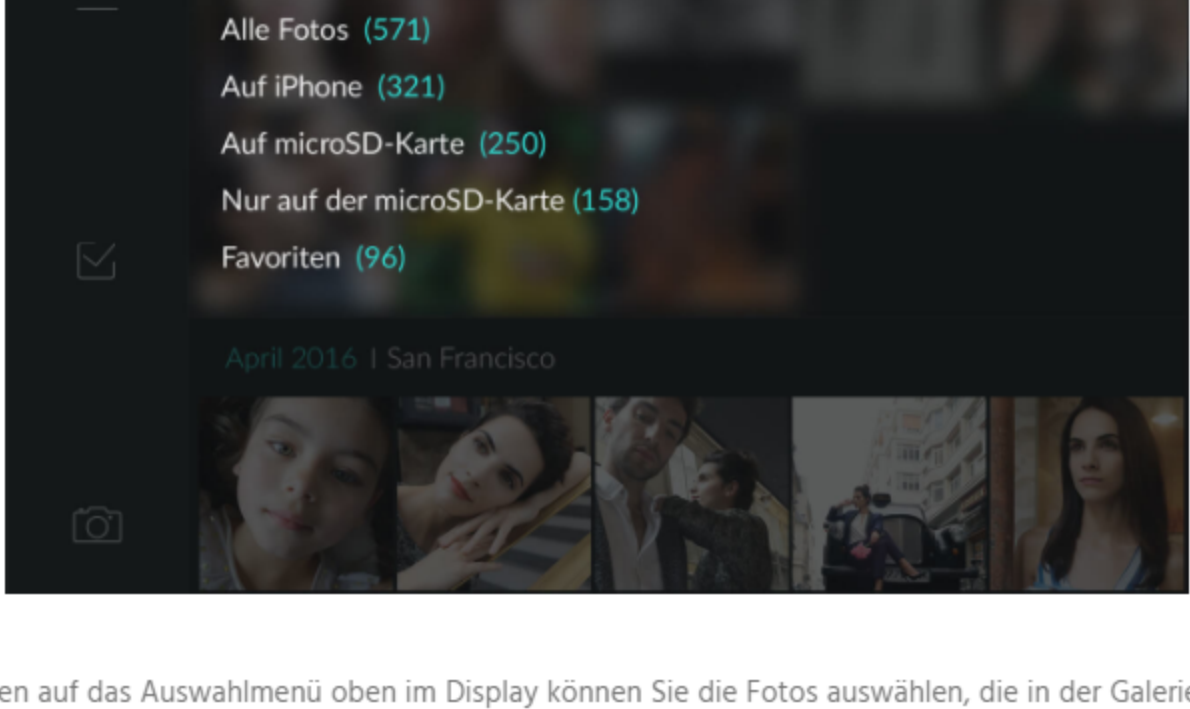 Alle Fotos (571)
Auf iPhone (321)
Auf microSD-Karte (250)
Nur auf der microSD-Karte (158)
Favoriten (96)
April 2016 | San Francisco
en auf das Auswahlmenü oben im Display können Sie die Fotos auswählen, die in der Galerie